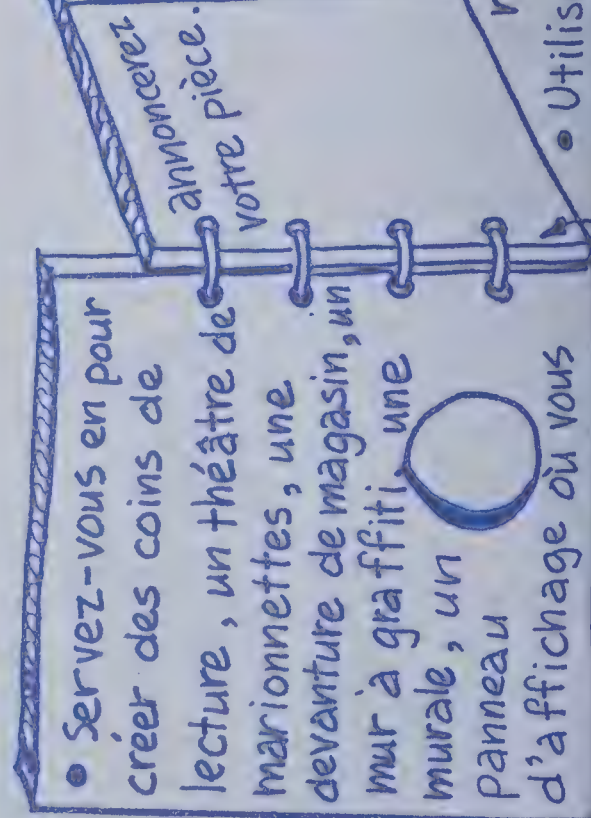 • Servez-vous en pour
créer des coins de
lecture, un théâtre de
marionnettes, une
devanture de magasin, un
mur à graffiti, une
murale, un
panneau
d'affichage où vous
annoncerez
votre pièce.
• Utilis